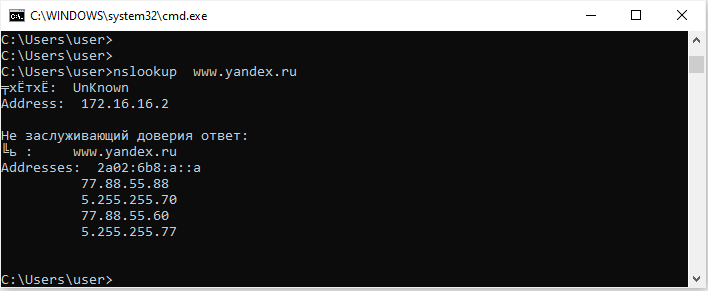 C:\WINDOWS\system32\cmd.exe
C:\Users\user>
C:\Users\user>
C:\Users\user>nslookup  www.yandex.ru
╤хЁтхЁ:  UnKnown
Address:  172.16.16.2
Не заслуживающий доверия ответ:
╚ь :     www.yandex.ru
Addresses:  2a02:6b8:a::a
77.88.55.88
5.255.255.70
77.88.55.60
5.255.255.77
C:\Users\user>